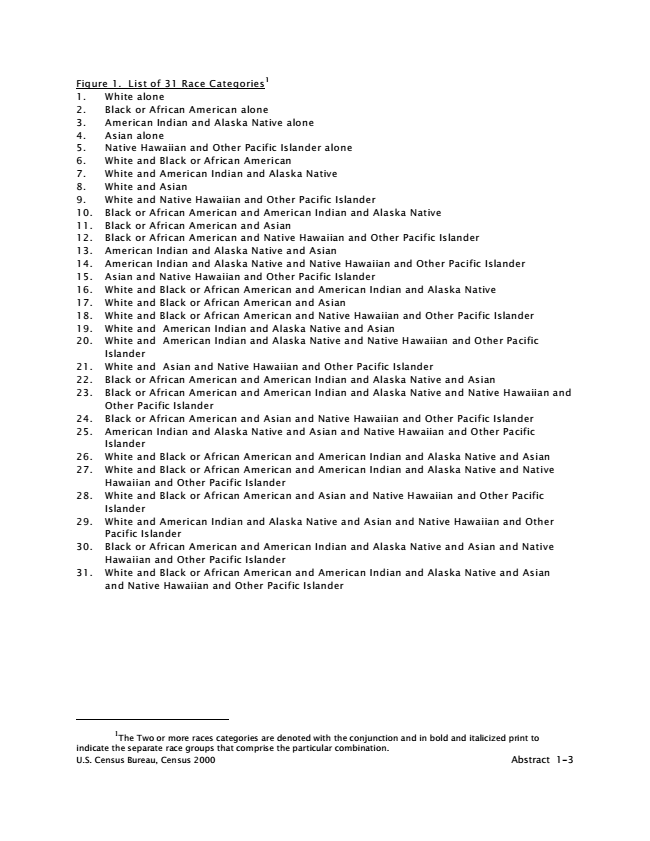 Figure 1. List of 31 Race Categories1
1. White alone
2. Black or African American alone
3. American Indian and Alaska Native alone
4. Asian alone
5. Native Hawaiian and Other Pacific Islander alone
6. White and Black or African American
7. White and American Indian and Alaska Native
8. White and Asian
9. White and Native Hawaiian and Other Pacific Islander
10. Black or African American and American Indian and Alaska Native
11. Black or African American and Asian
12. Black or African American and Native Hawaiian and Other Pacific Islander
13. American Indian and Alaska Native and Asian
14. American Indian and Alaska Native and Native Hawaiian and Other Pacific Islander
15. Asian and Native Hawaiian and Other Pacific Islander
16. White and Black or African American and American Indian and Alaska Native
17. White and Black or African American and Asian
18. White and Black or African American and Native Hawaiian and Other Pacific Islander
19. White and American Indian and Alaska Native and Asian
20. White and American Indian and Alaska Native and Native Hawaiian and Other Pacific
Islander
21. White and Asian and Native Hawaiian and Other Pacific Islander
22. Black or African American and American Indian and Alaska Native and Asian
23. Black or African American and American Indian and Alaska Native and Native Hawaiian and
Other Pacific Islander
24. Black or African American and Asian and Native Hawaiian and Other Pacific Islander
25. American Indian and Alaska Native and Asian and Native Hawaiian and Other Pacific
Islander
26. White and Black or African American and American Indian and Alaska Native and Asian
27. White and Black or African American and American Indian and Alaska Native and Native
Hawaiian and Other Pacific Islander
28. White and Black or African American and Asian and Native Hawaiian and Other Pacific
Islander
29. White and American Indian and Alaska Native and Asian and Native Hawaiian and Other
Pacific Islander
30. Black or African American and American Indian and Alaska Native and Asian and Native
Hawaiian and Other Pacific Islander
31. White and Black or African American and American Indian and Alaska Native and Asian
and Native Hawaiian and Other Pacific Islander
1The Two or more races categories are denoted with the conjunction and in bold and italicized print to
indicate the separate race groups that comprise the particular combination.
U.S. Census Bureau, Census 2000 Abstract 1-3